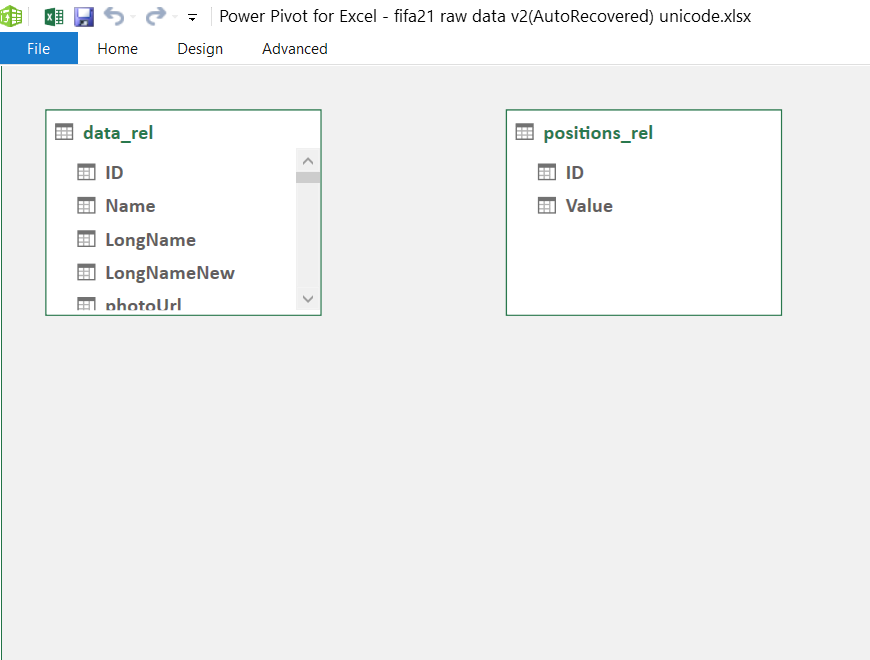 Power Pivot for Excel - fifa21 raw data v2(AutoRecovered) unicode.xlsx
File Home Design Advanced
data_rel
ID
Name
LongName
LongNameNew
photoUrl
positions_rel
ID
Value